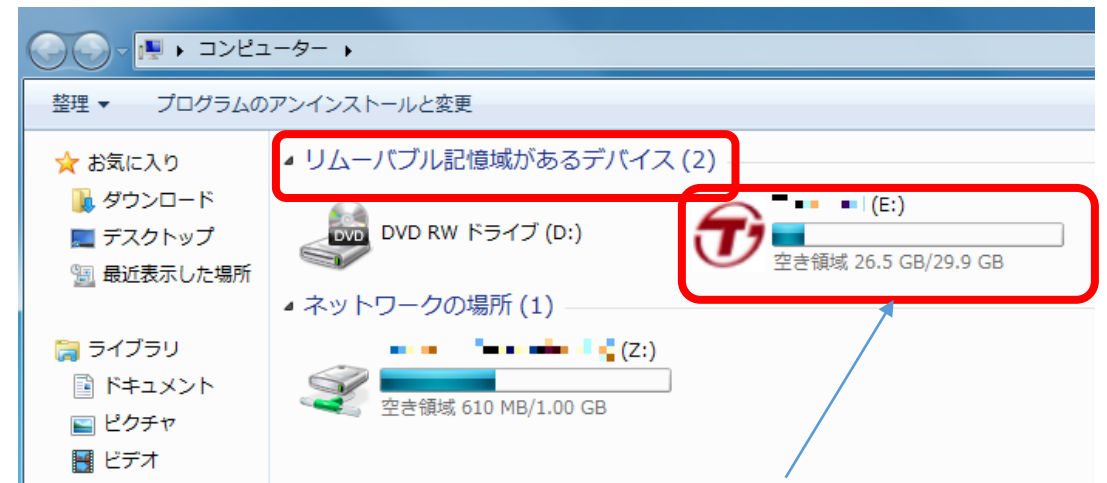 コンピューター
整理 プログラムのアンインストールと変更
お気に入り
ダウンロード
デスクトップ
最近表示した場所
ライブラリ
ドキュメント
ピクチャ
ビデオ
リムーバブル記憶域があるデバイス (2)
DVD
DVD RW ドライブ (D:)
(E:)
空き領域 26.5 GB/29.9 GB
ネットワークの場所 (1)
(Z:)
空き領域 610 MB/1.00 GB